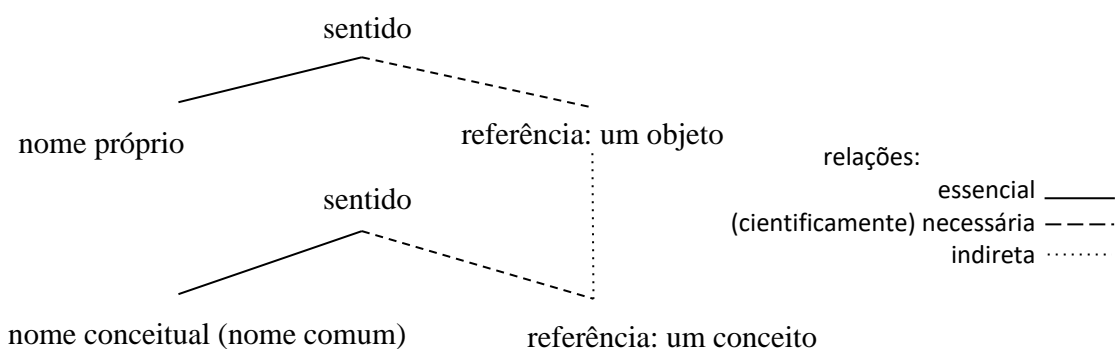 sentido
nome próprio
referência: um objeto
relações:
essencial
(cientificamente) necessária
indireta
sentido
nome conceitual (nome comum)
referência: um conceito